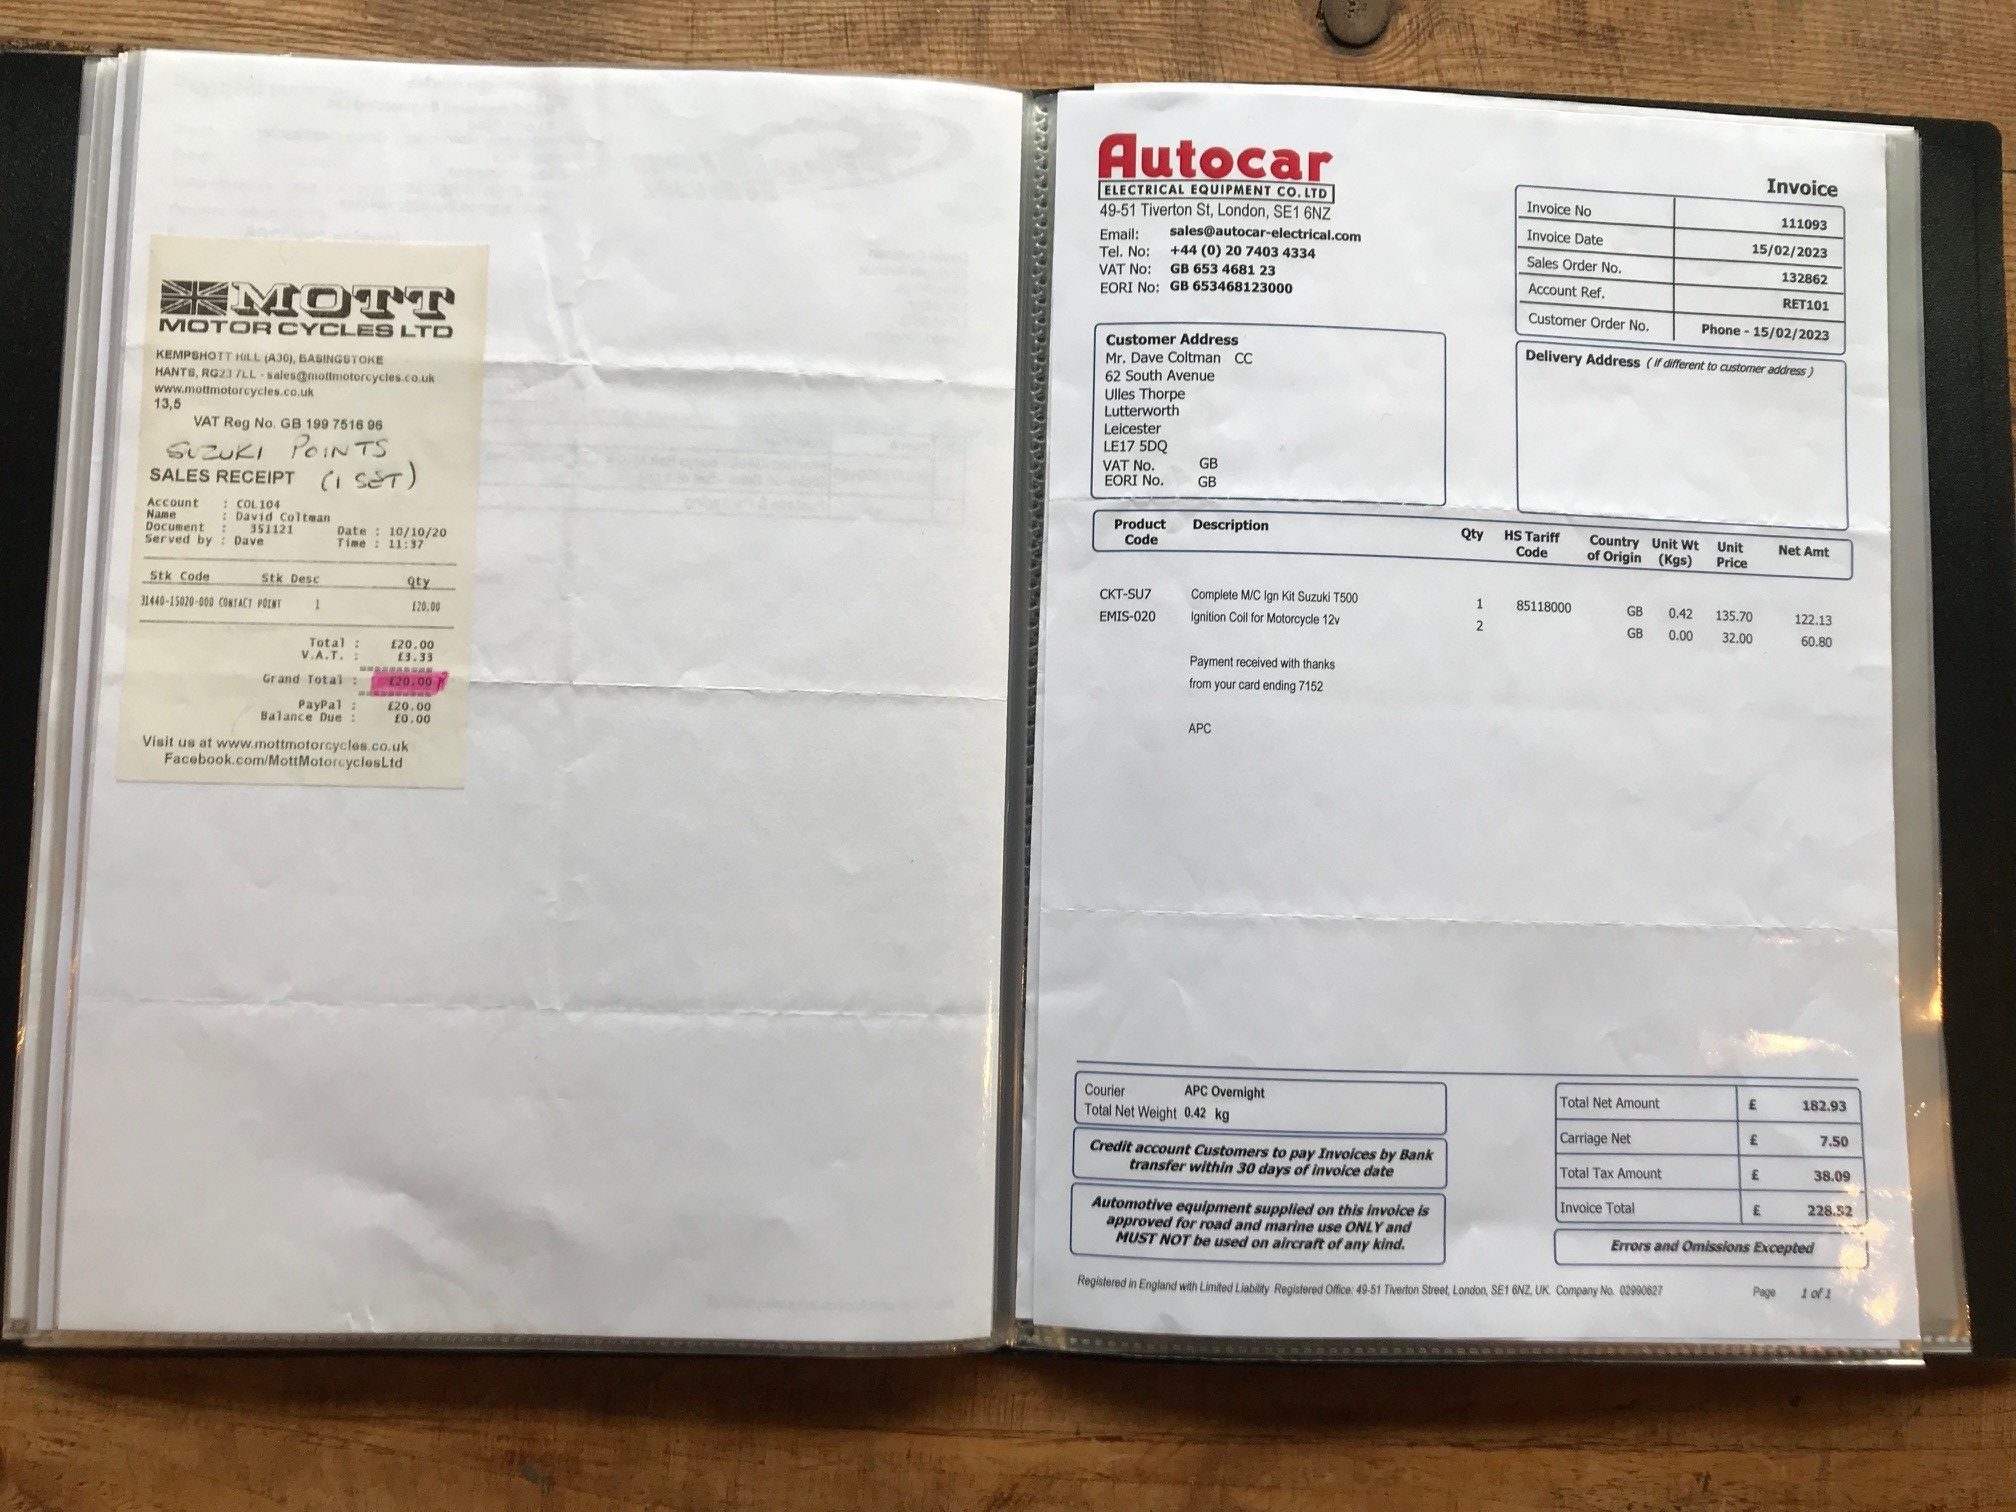 MOTT
MOTOR CYCLES LTD
KEMPSHOTT HILL (A30), BASINGSTOKE
HANTS, RG23 7LL - sales@mottmotorcycles.co.uk
www.mottmotorcycles.co.uk
13,5
VAT Reg No. GB 199 7516 96
SUZUKI POINTS
SALES RECEIPT (1 SET)
Account : COL104
Name : David Coltman
Document : 351121 Date : 10/10/20
Served by : Dave Time : 11:37
Stk Code Stk Desc Qty
31440-15020-000 CONTACT POINT 1 £20.00
Total : £20.00
V.A.T. : £3.33
Grand Total : £20.00
PayPal : £20.00
Balance Due : £0.00
Visit us at www.mottmotorcycles.co.uk
Facebook.com/MottMotorcyclesLtd
Autocar
ELECTRICAL EQUIPMENT CO. LTD
49-51 Tiverton St, London, SE1 6NZ
Email: sales@autocar-electrical.com
Tel. No: +44 (0) 20 7403 4334
VAT No: GB 653 4681 23
EORI No: GB 653468123000
Invoice
Invoice No 111093
Invoice Date 15/02/2023
Sales Order No. 132862
Account Ref. RET101
Customer Order No. Phone - 15/02/2023
Customer Address
Mr. Dave Coltman CC
62 South Avenue
Ulles Thorpe
Lutterworth
Leicester
LE17 5DQ
VAT No. GB
EORI No. GB
Delivery Address ( if different to customer address )
Product Code Description Qty HS Tariff Code Country of Origin Unit Wt (Kgs) Unit Price Net Amt
CKT-SU7 Complete M/C Ign Kit Suzuki T500 1 85118000 GB 0.42 135.70 122.13
EMIS-020 Ignition Coil for Motorcycle 12v 2 GB 0.00 32.00 60.80
Payment received with thanks
from your card ending 7152
APC
Courier APC Overnight
Total Net Weight 0.42 kg
Credit account Customers to pay Invoices by Bank
transfer within 30 days of invoice date
Automotive equipment supplied on this invoice is
approved for road and marine use ONLY and
MUST NOT be used on aircraft of any kind.
Total Net Amount £ 182.93
Carriage Net £ 7.50
Total Tax Amount £ 38.09
Invoice Total £ 228.52
Errors and Omissions Excepted
Registered in England with Limited Liability Registered Office: 49-51 Tiverton Street, London, SE1 6NZ, UK. Company No. 02990627
Page 1 of 1